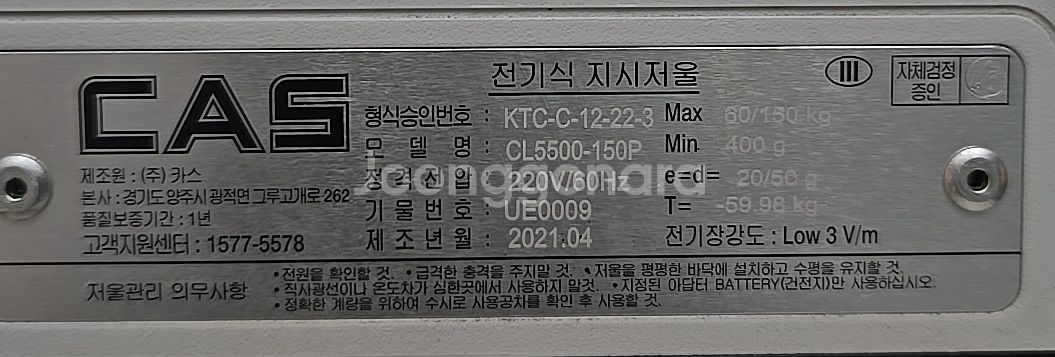 CAS
전기식 지시저울
III
자체검정
증인
형식승인번호 : KTC-C-12-22-3
모델명 : CL5500-150P
정격전압 : 220V/60Hz
기물번호 : UE0009
제조년월 : 2021.04
Max 60/150 kg
Min 400 g
e=d= 20/50 g
T= -59.98 kg
전기장강도 : Low 3 V/m
제조원 : (주) 카스
본사 : 경기도 양주시 광적면 그루고개로 262
품질보증기간 : 1년
고객지원센터 : 1577-5578
Joonggonara
저울관리 의무사항
• 전원을 확인할 것. • 급격한 충격을 주지말 것. • 저울을 평평한 바닥에 설치하고 수평을 유지할 것.
• 직사광선이나 온도차가 심한곳에서 사용하지 말것. • 지정된 아답터 BATTERY(건전지)만 사용하십시오.
• 정확한 계량을 위하여 수시로 사용공차를 확인 후 사용할 것.